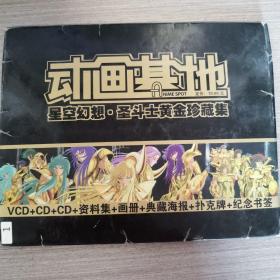 动画基地
ANIME SPOT
星空幻想·圣斗士黄金珍藏集
VCD+CD+CD+资料集+画册+典藏海报+扑克牌+纪念书签